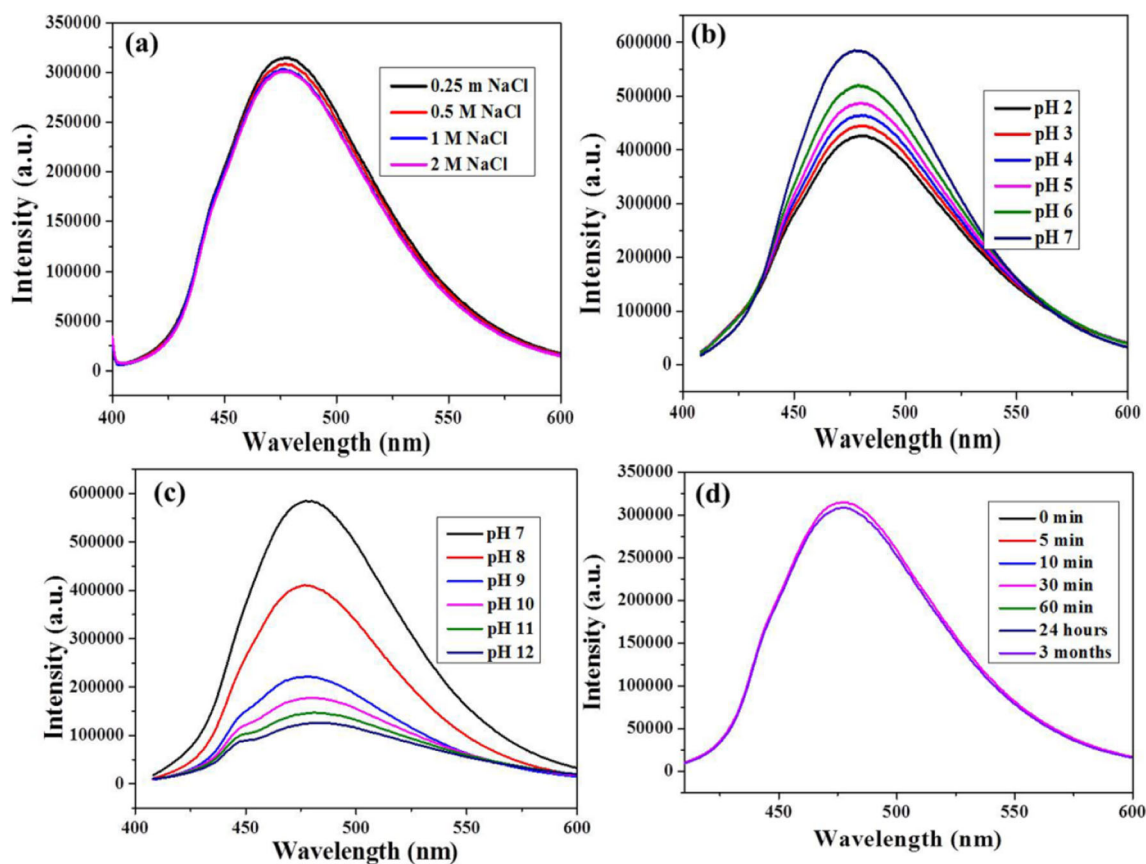 (a)
350000
300000
250000
200000
150000
100000
50000
0
Intensity (a.u.)
0.25 m NaCl
0.5 M NaCl
1 M NaCl
2 M NaCl
400 450 500 550 600
Wavelength (nm)
(b)
600000
500000
400000
300000
200000
100000
0
Intensity (a.u.)
pH 2
pH 3
pH 4
pH 5
pH 6
pH 7
400 450 500 550 600
Wavelength (nm)
(c)
600000
500000
400000
300000
200000
100000
0
Intensity (a.u.)
pH 7
pH 8
pH 9
pH 10
pH 11
pH 12
400 450 500 550 600
Wavelength (nm)
(d)
350000
300000
250000
200000
150000
100000
50000
0
Intensity (a.u.)
0 min
5 min
10 min
30 min
60 min
24 hours
3 months
450 500 550 600
Wavelength (nm)